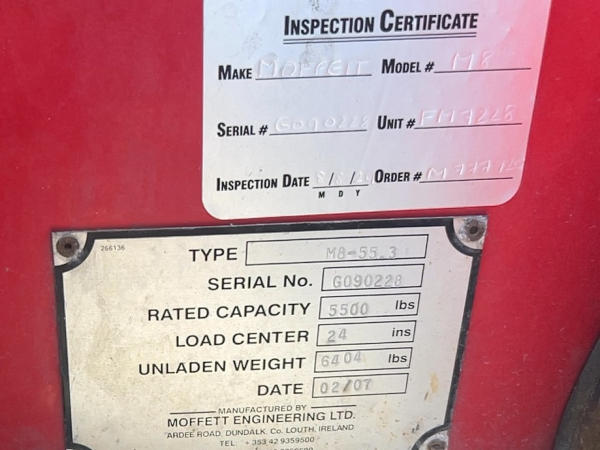 INSPECTION CERTIFICATE
MAKE MOFFETT MODEL # M8
SERIAL # G090228 UNIT #
INSPECTION DATE ORDER #
M D Y
266136
TYPE M8-55.3
SERIAL No. G090228
RATED CAPACITY 5500 lbs
LOAD CENTER 24 ins
UNLADEN WEIGHT 6404 lbs
DATE 02/07
MANUFACTURED BY
MOFFETT ENGINEERING LTD.
ARDEE ROAD, DUNDALK, Co. LOUTH, IRELAND
TEL: +353 42 9359500